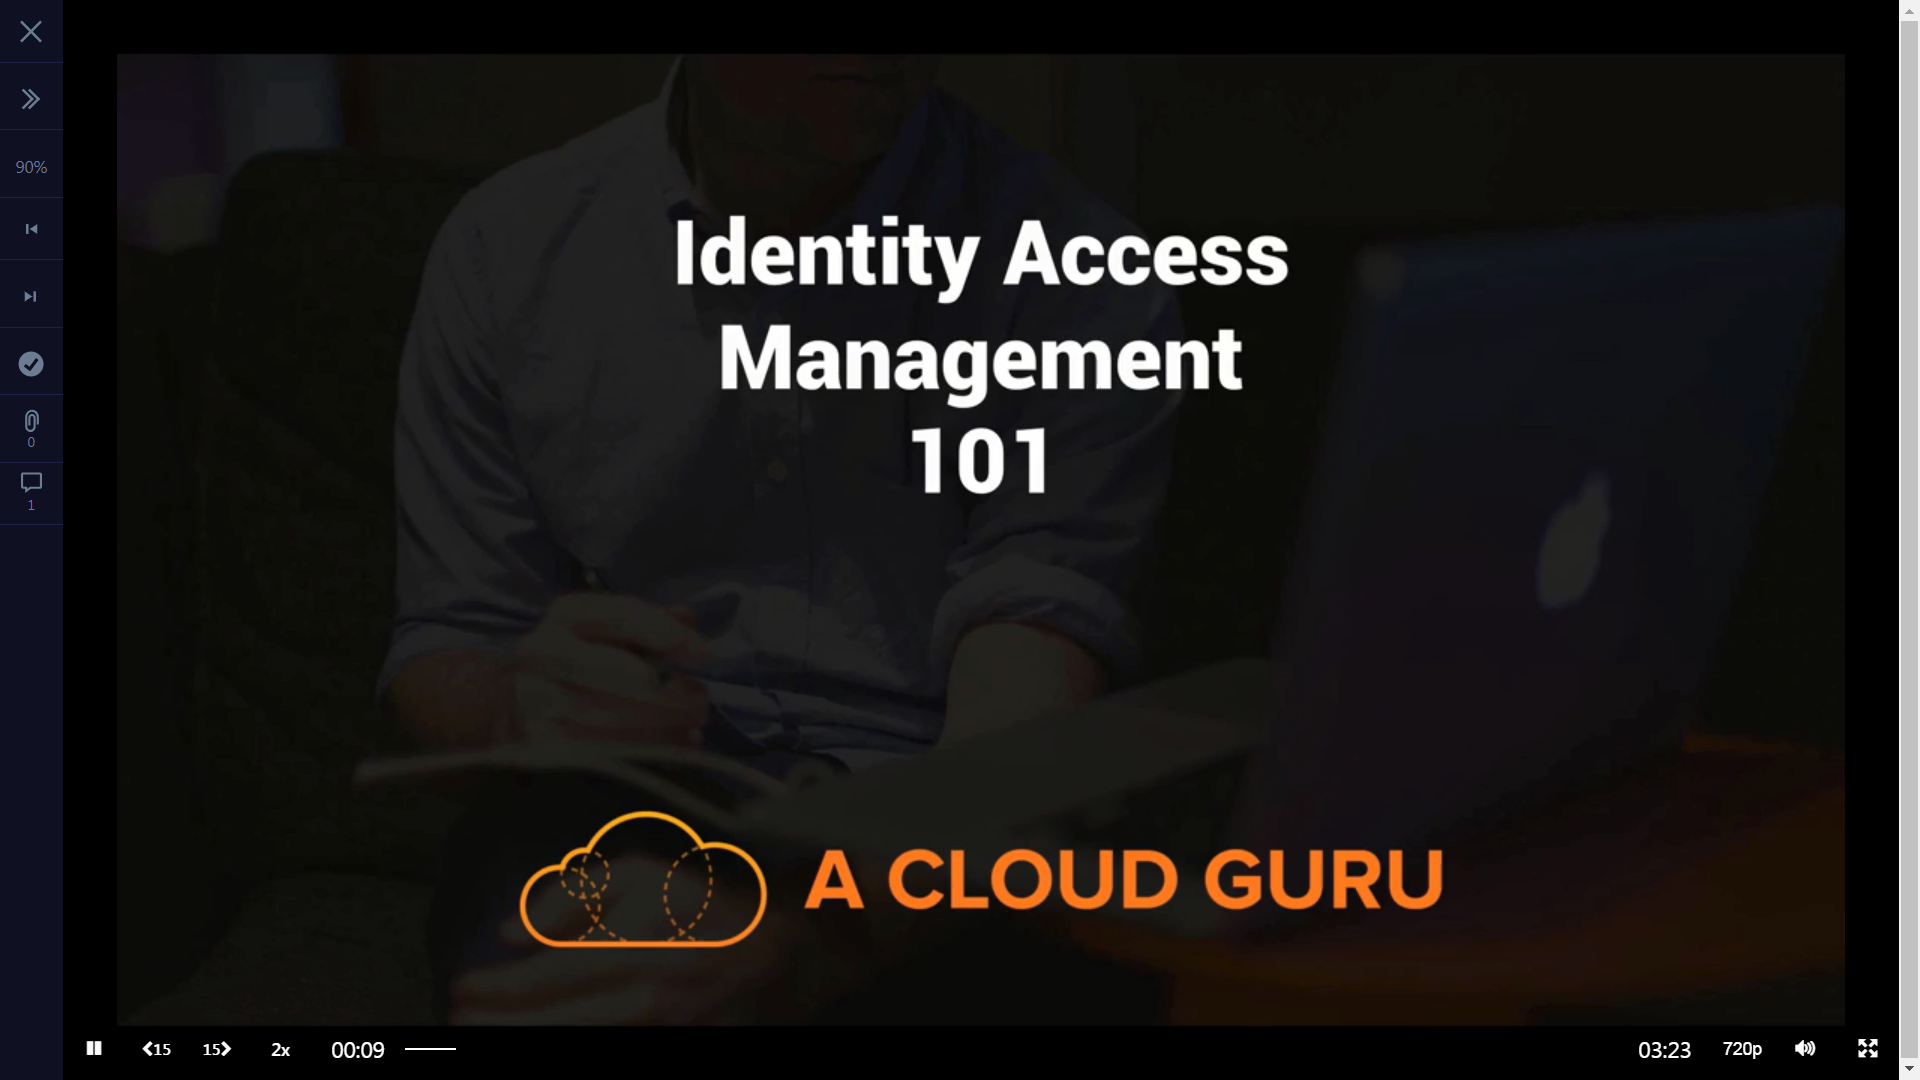 90%
0
1
Identity Access
Management
101
A CLOUD GURU
15
15
2x
00:09
03:23
720p